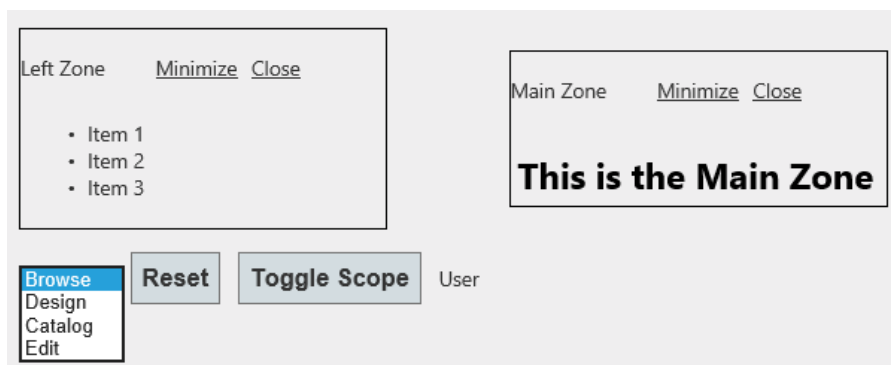 Left Zone Minimize Close
• Item 1
• Item 2
• Item 3
Main Zone Minimize Close
This is the Main Zone
Browse
Design
Catalog
Edit
Reset
Toggle Scope
User